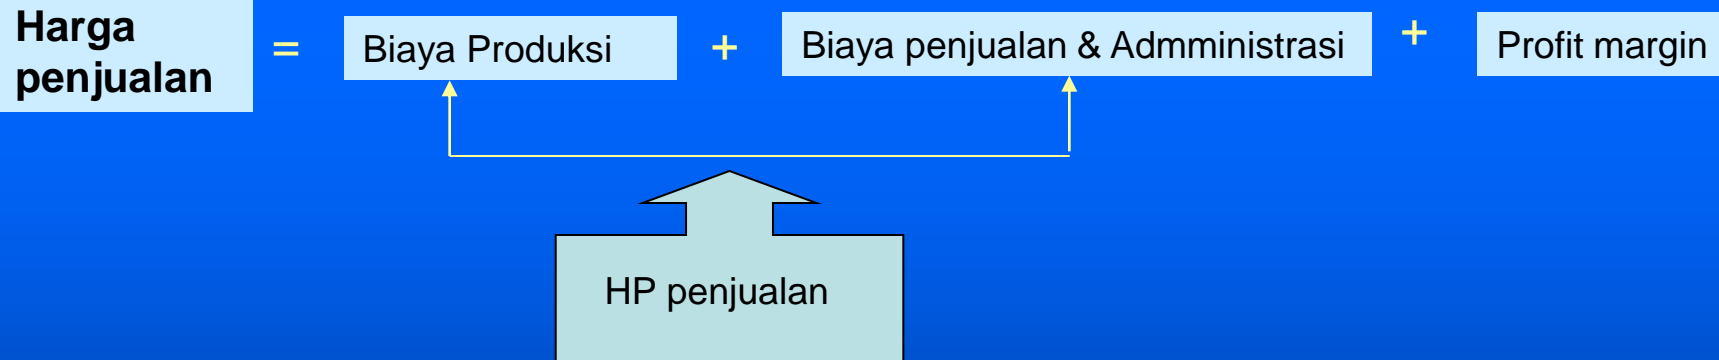 Harga
penjualan
=
Biaya Produksi
+
Biaya penjualan & Admministrasi
+
Profit margin
HP penjualan